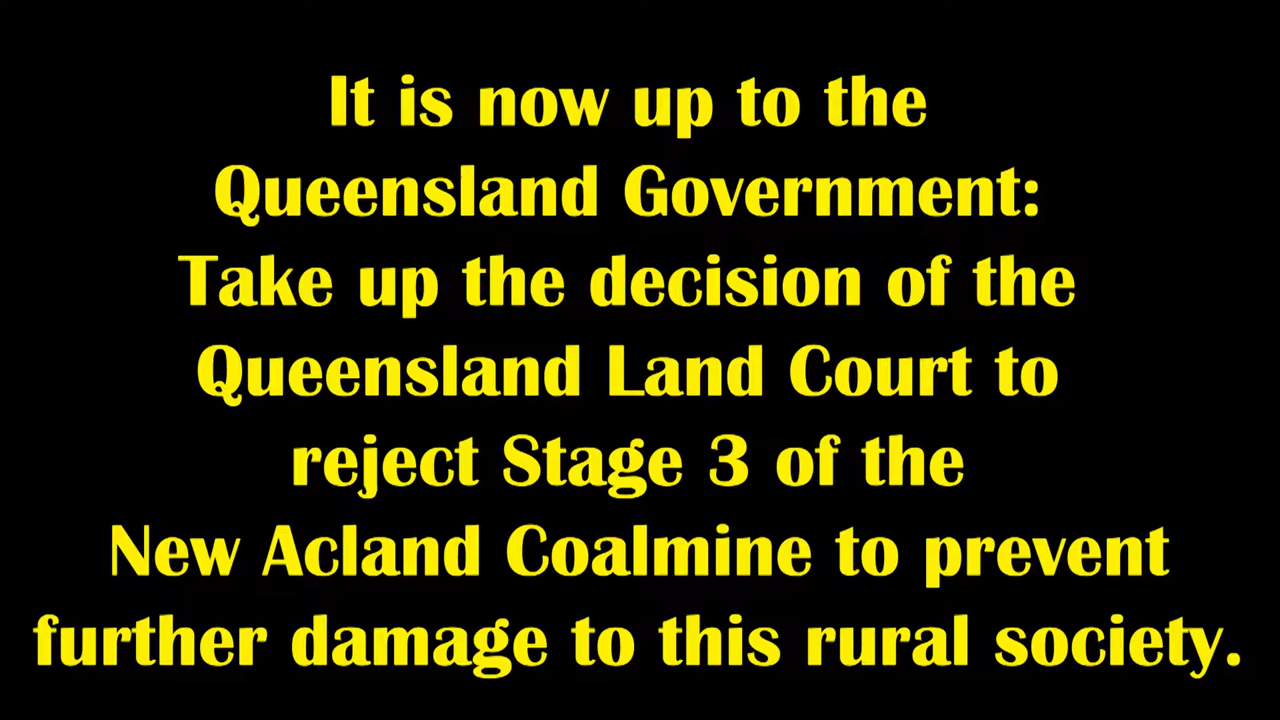 It is now up to the
Queensland Government:
Take up the decision of the
Queensland Land Court to
reject Stage 3 of the
New Acland Coalmine to prevent
further damage to this rural society.